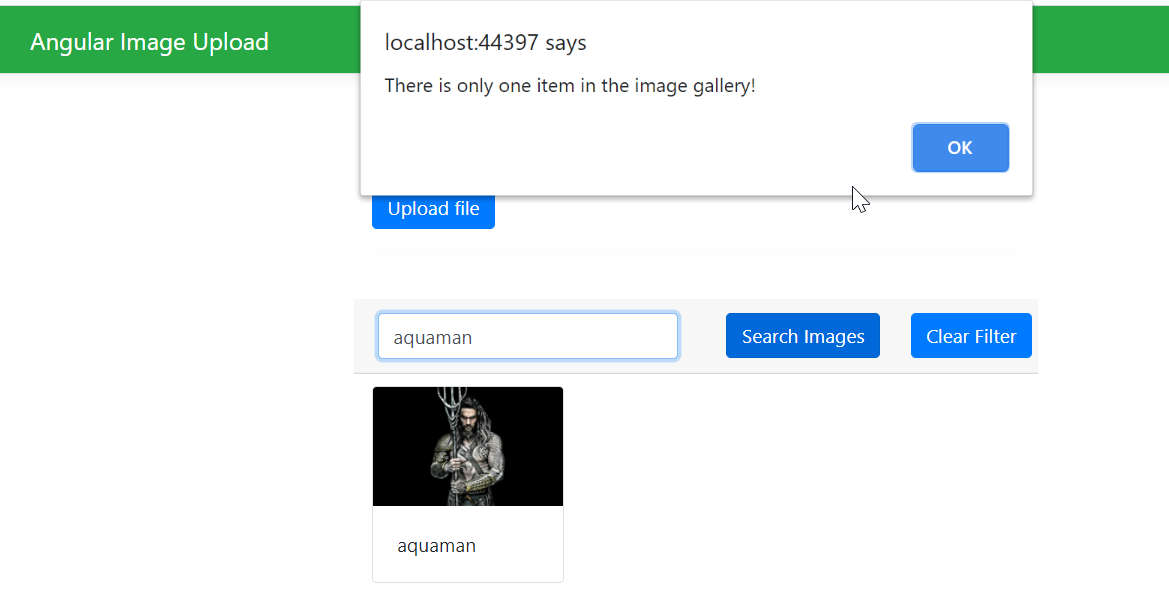 Angular Image Upload
localhost:44397 says
There is only one item in the image gallery!
OK
Upload file
aquaman
Search Images
Clear Filter
aquaman